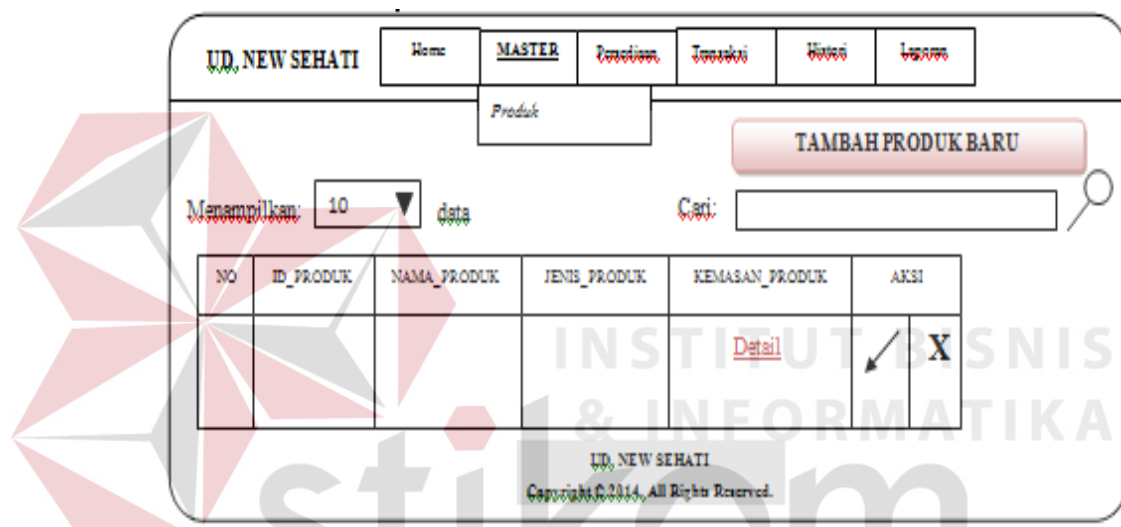 UD. NEW SEHATI Home MASTER Persediaan Transaksi Histori Laporan
Produk
TAMBAH PRODUK BARU
Menampilkan: 10 data Cari:
NO ID_PRODUK NAMA_PRODUK JENIS_PRODUK KEMASAN_PRODUK AKSI
Detail X
INSTITUT BISNIS
& INFORMATIKA
stikom
UD. NEW SEHATI
Copyright © 2014. All Rights Reserved.